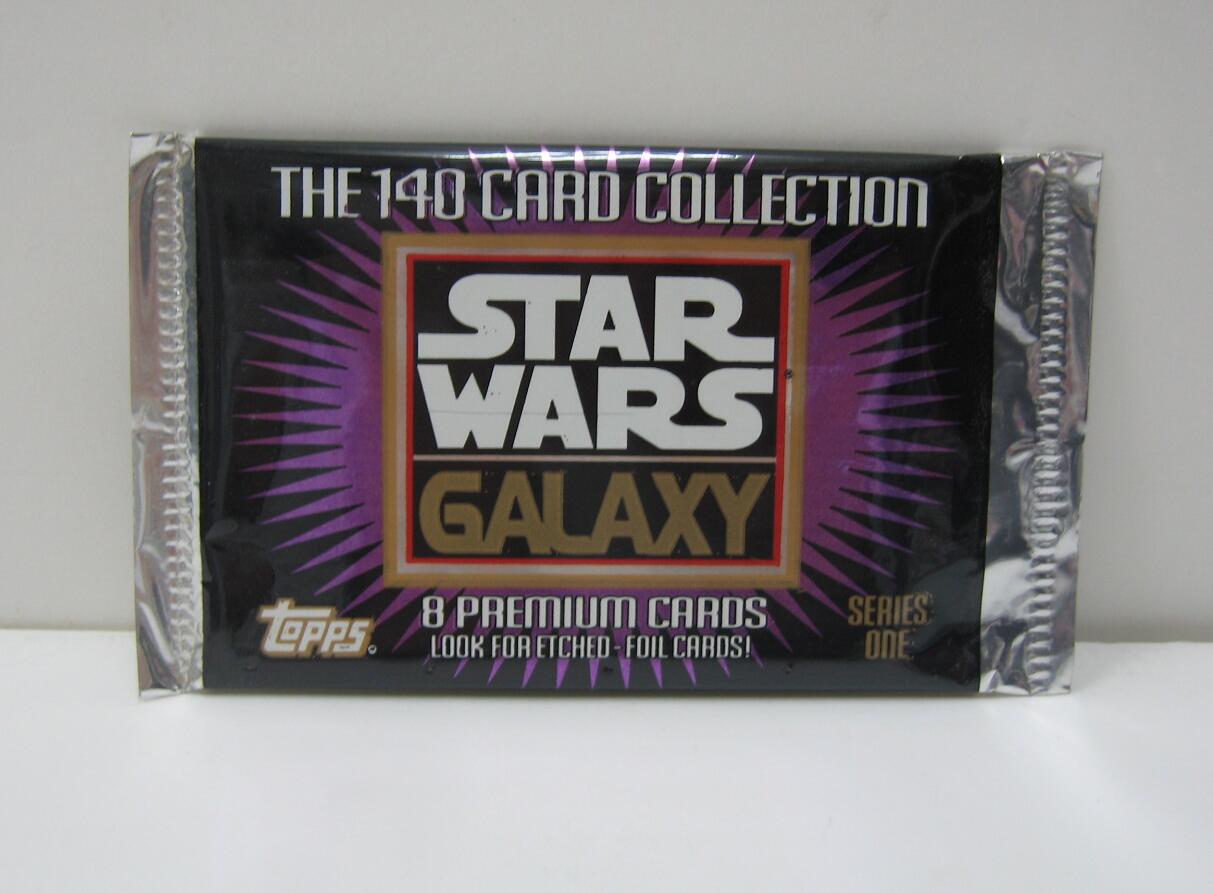 THE 140 CARD COLLECTION
STAR
WARS
GALAXY
8 PREMIUM CARDS
LOOK FOR ETCHED-FOIL CARDS!
topps.
SERIES
ONE